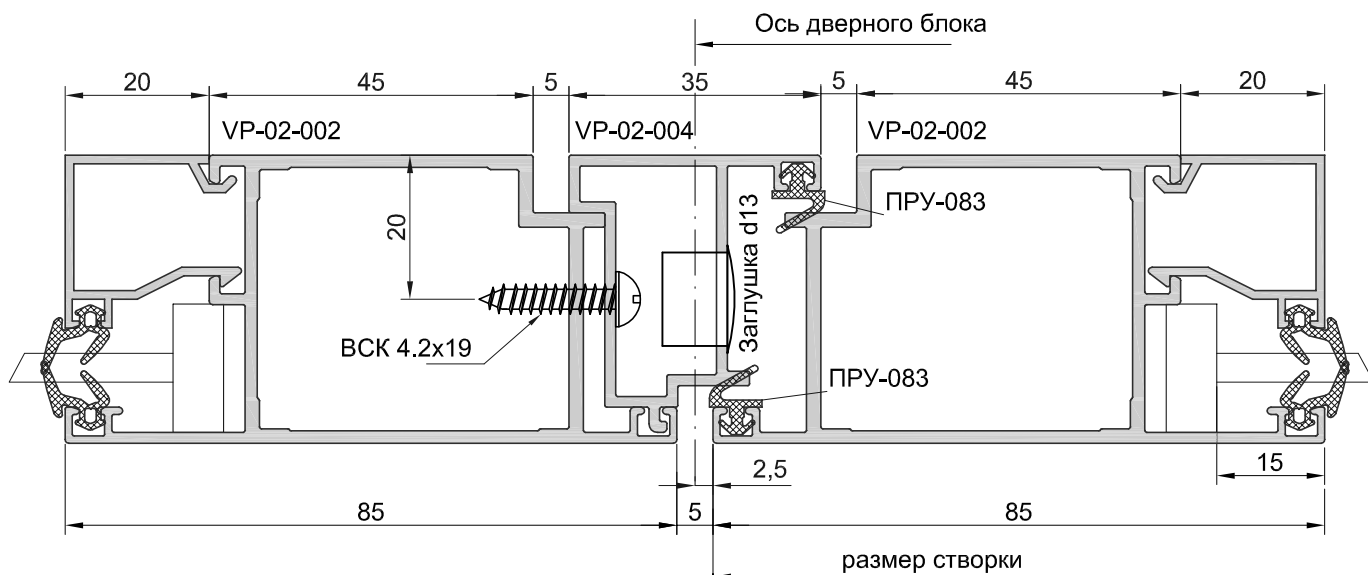 Ось дверного блока
20
45
5
35
5
45
20
VP-02-002
VP-02-004
VP-02-002
ПРУ-083
20
Заглушка d13
ВСК 4.2x19
ПРУ-083
2,5
15
85
5
85
размер створки